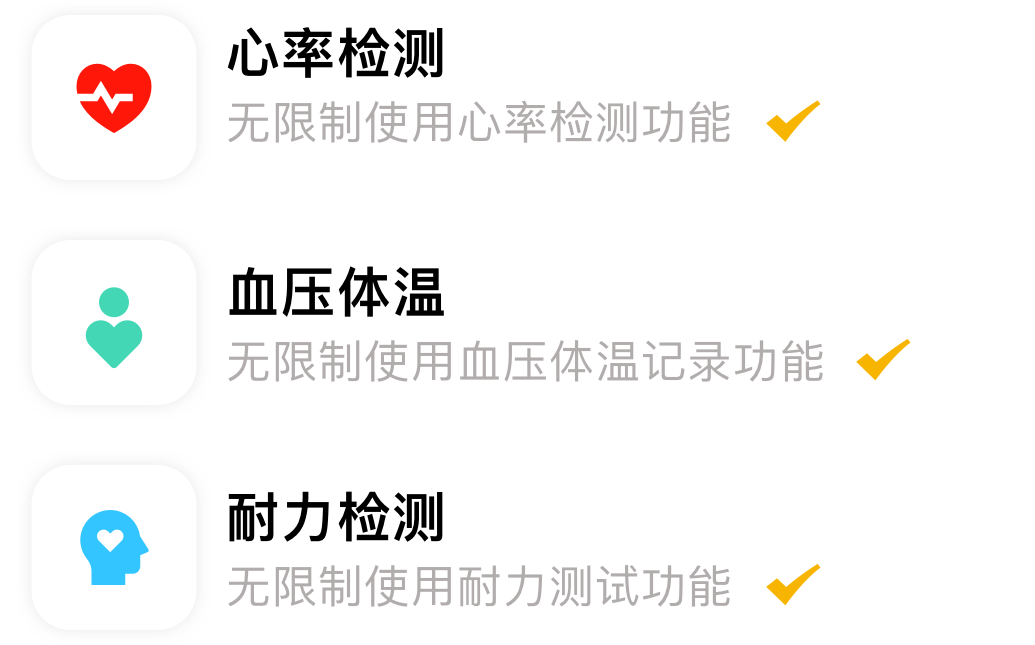 心率检测
无限制使用心率检测功能
血压体温
无限制使用血压体温记录功能
耐力检测
无限制使用耐力测试功能